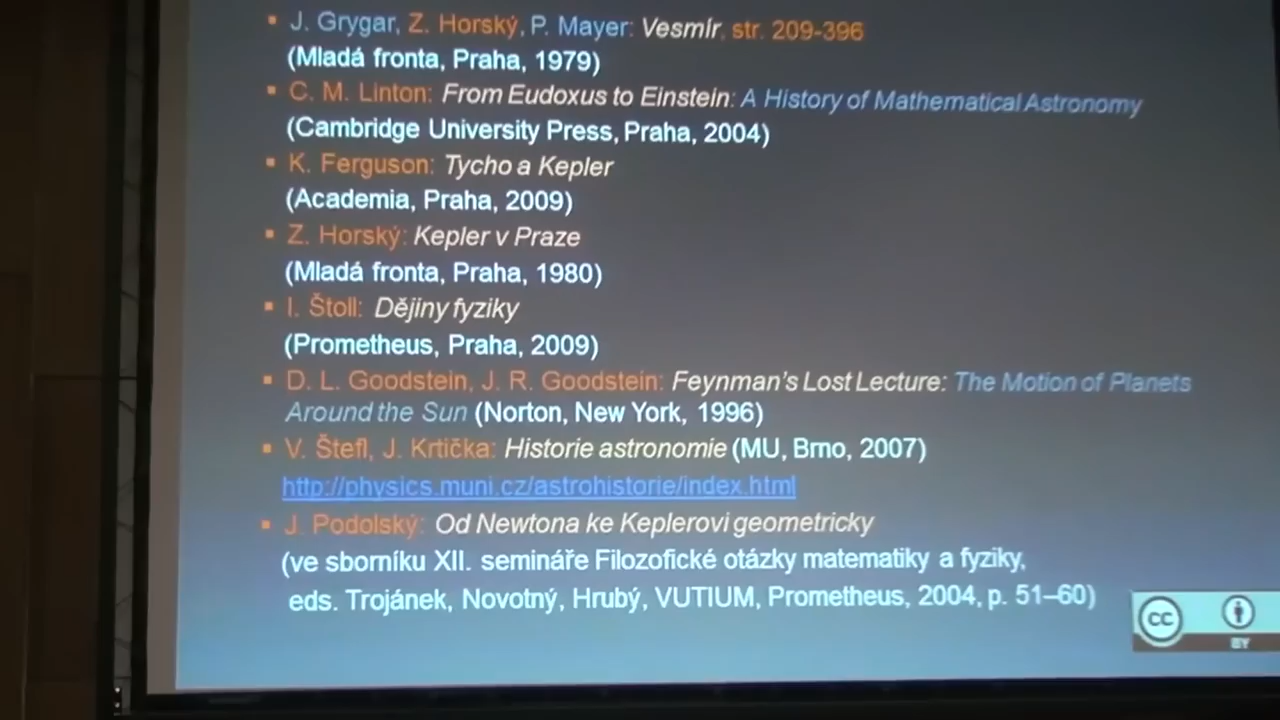 ▪ J. Grygar, Z. Horský, P. Mayer: Vesmír, str. 209-396
(Mladá fronta, Praha, 1979)
▪ C. M. Linton: From Eudoxus to Einstein: A History of Mathematical Astronomy
(Cambridge University Press, Praha, 2004)
▪ K. Ferguson: Tycho a Kepler
(Academia, Praha, 2009)
▪ Z. Horský: Kepler v Praze
(Mladá fronta, Praha, 1980)
▪ I. Štoll: Dějiny fyziky
(Prometheus, Praha, 2009)
▪ D. L. Goodstein, J. R. Goodstein: Feynman's Lost Lecture: The Motion of Planets
Around the Sun (Norton, New York, 1996)
▪ V. Štefl, J. Krtička: Historie astronomie (MU, Brno, 2007)
http://physics.muni.cz/astrohistorie/index.html
▪ J. Podolský: Od Newtona ke Keplerovi geometricky
(ve sborníku XII. semináře Filozofické otázky matematiky a fyziky,
eds. Trojánek, Novotný, Hrubý, VUTIUM, Prometheus, 2004, p. 51–60)
cc
BY